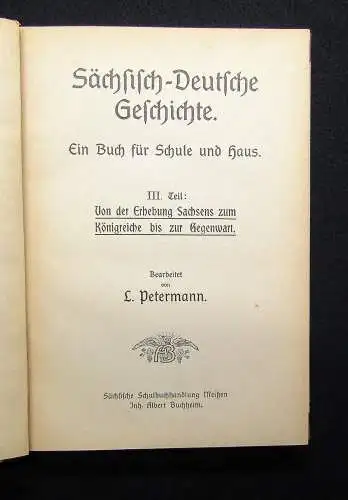 Sächſiſch-Deutſche
Geſchichte.
Ein Buch für Schule und Haus.
III. Teil:
Von der Erhebung Sachſens zum
Königreiche bis zur Gegenwart.
Bearbeitet
von
L. Petermann.
AB
Sächſiſche Schulbuchhandlung Meißen
Inh. Albert Buchheim.